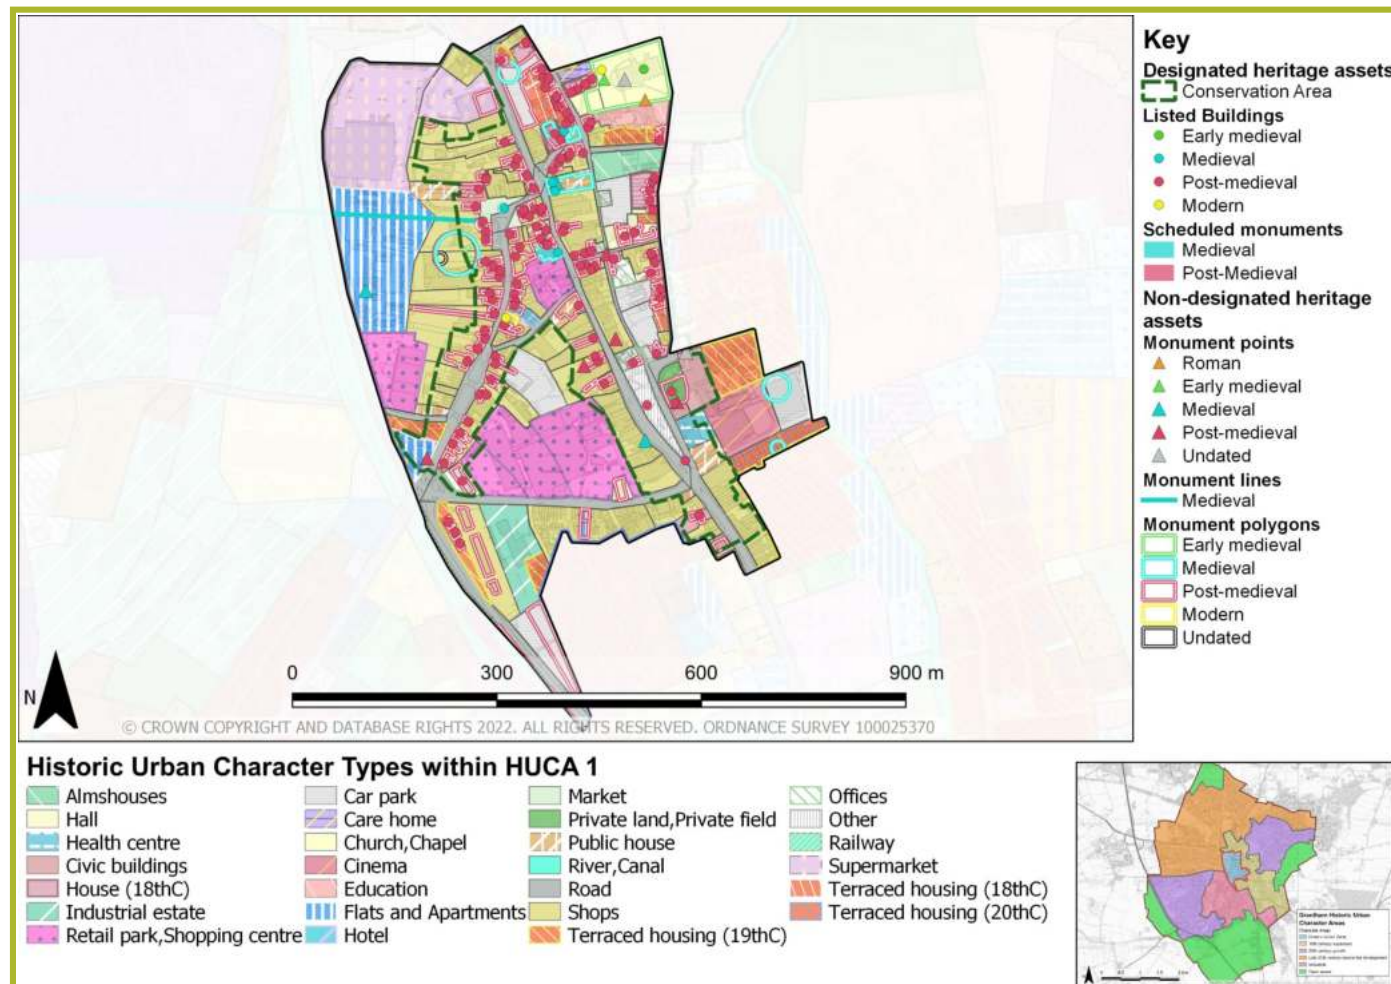 Key
Designated heritage assets
Conservation Area
Listed Buildings
Early medieval
Medieval
Post-medieval
Modern
Scheduled monuments
Medieval
Post-Medieval
Non-designated heritage
assets
Monument points
Roman
Early medieval
Medieval
Post-medieval
Undated
Monument lines
Medieval
Monument polygons
Early medieval
Medieval
Post-medieval
Modern
Undated
0 300 600 900 m
N
© CROWN COPYRIGHT AND DATABASE RIGHTS 2022. ALL RIGHTS RESERVED. ORDNANCE SURVEY 100025370
Historic Urban Character Types within HUCA 1
Almshouses
Hall
Health centre
Civic buildings
House (18thC)
Industrial estate
Retail park,Shopping centre
Car park
Care home
Church,Chapel
Cinema
Education
Flats and Apartments
Hotel
Market
Private land,Private field
Public house
River,Canal
Road
Shops
Terraced housing (19thC)
Offices
Other
Railway
Supermarket
Terraced housing (18thC)
Terraced housing (20thC)
Grantham Historic Urban
Character Areas